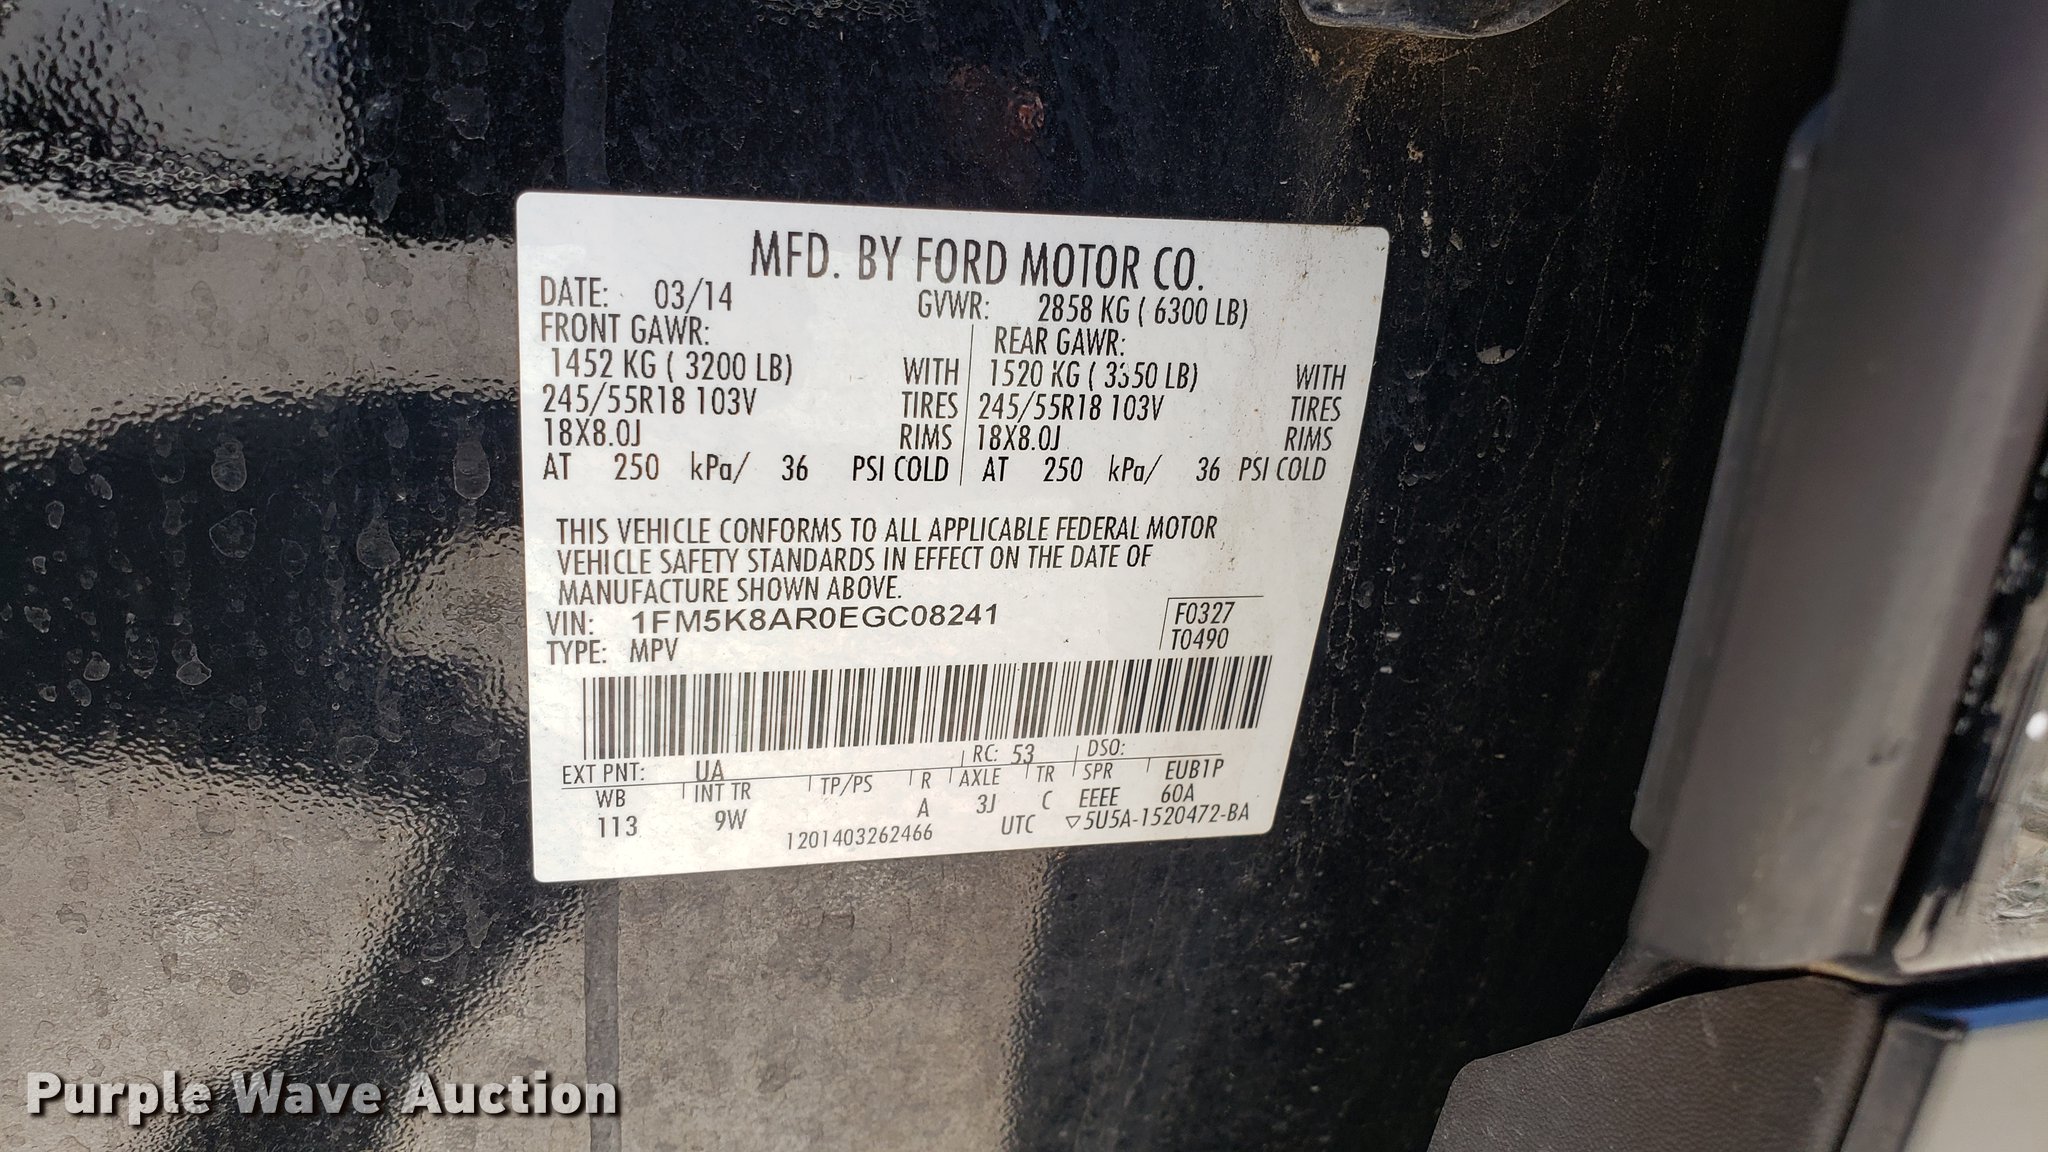 MFD. BY FORD MOTOR CO.
DATE: 03/14 GVWR: 2858 KG ( 6300 LB)
FRONT GAWR: REAR GAWR:
1452 KG ( 3200 LB) WITH 1520 KG ( 3350 LB) WITH
245/55R18 103V TIRES 245/55R18 103V TIRES
18X8.0J RIMS 18X8.0J RIMS
AT 250 kPa/ 36 PSI COLD AT 250 kPa/ 36 PSI COLD
THIS VEHICLE CONFORMS TO ALL APPLICABLE FEDERAL MOTOR
VEHICLE SAFETY STANDARDS IN EFFECT ON THE DATE OF
MANUFACTURE SHOWN ABOVE.
VIN: 1FM5K8AR0EGC08241 F0327
TYPE: MPV T0490
EXT PNT: UA RC: 53 DSO:
WB INT TR TP/PS R AXLE TR SPR EUB1P
113 9W A 3J C EEEE 60A
1201403262466 UTC ▽5U5A-1520472-BA
Purple Wave Auction